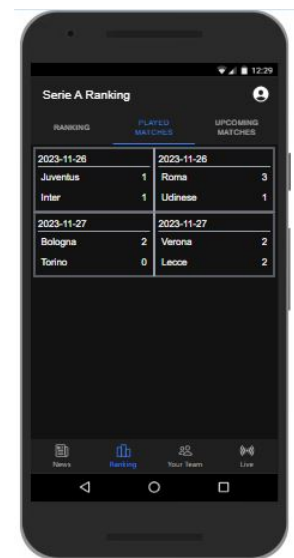 12:29
Serie A Ranking
RANKING
PLAYED
MATCHES
UPCOMING
MATCHES
2023-11-26
Juventus 1
Inter 1
2023-11-26
Roma 3
Udinese 1
2023-11-27
Bologna 2
Torino 0
2023-11-27
Verona 2
Lecce 2
News
Ranking
Your Team
Live